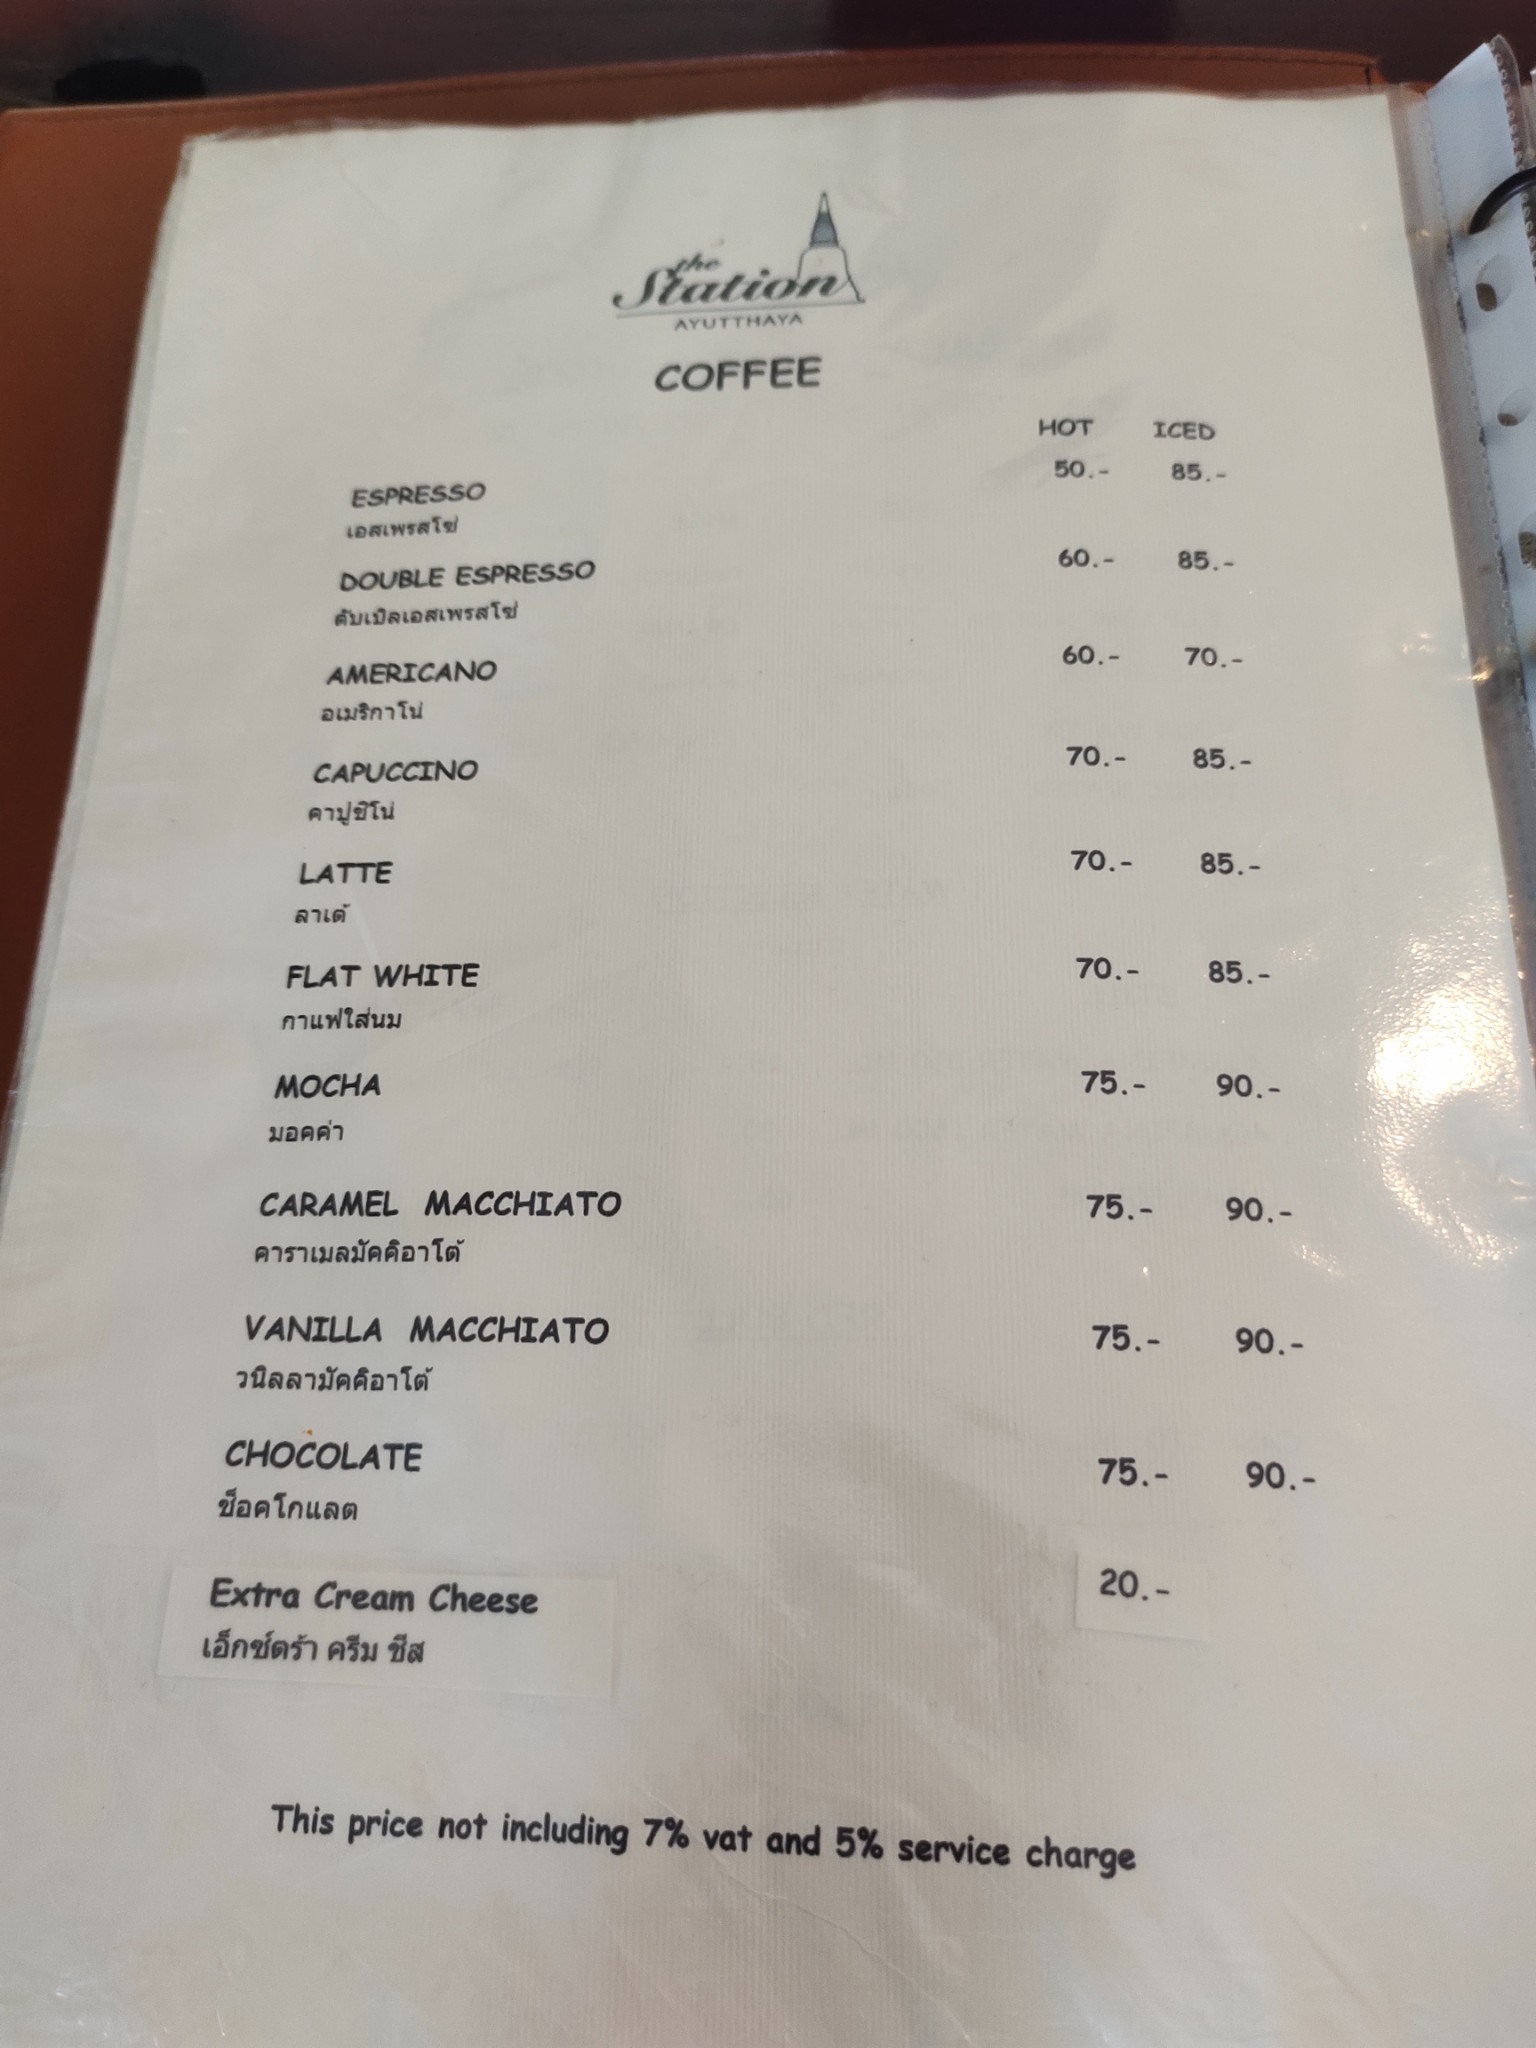 the
Station
AYUTTHAYA
COFFEE
HOT ICED
ESPRESSO 50.- 85.-
เอสเพรสโซ่
DOUBLE ESPRESSO 60.- 85.-
ดับเบิลเอสเพรสโซ่
AMERICANO 60.- 70.-
อเมริกาโน่
CAPUCCINO 70.- 85.-
คาปูชิโน่
LATTE 70.- 85.-
ลาเต้
FLAT WHITE 70.- 85.-
กาแฟใส่นม
MOCHA 75.- 90.-
มอคค่า
CARAMEL MACCHIATO 75.- 90.-
คาราเมลมัคคิอาโต้
VANILLA MACCHIATO 75.- 90.-
วนิลลามัคคิอาโต้
CHOCOLATE 75.- 90.-
ช็อคโกแลต
Extra Cream Cheese 20.-
เอ็กซ์ตร้า ครีม ชีส
This price not including 7% vat and 5% service charge